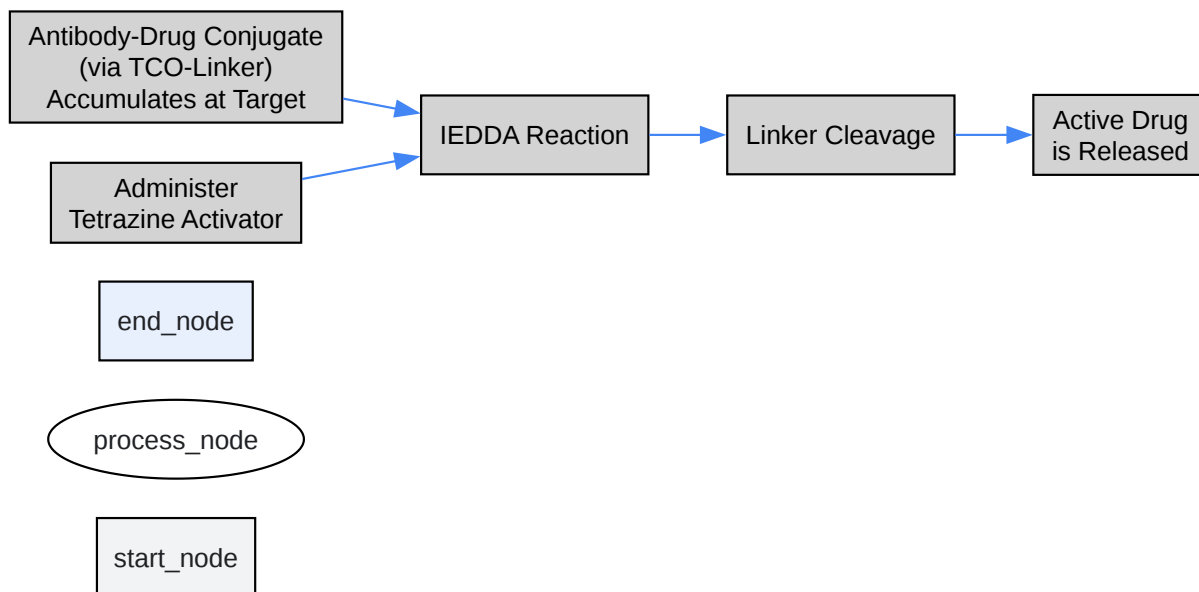 Antibody-Drug Conjugate
(via TCO-Linker)
Accumulates at Target
Administer
Tetrazine Activator
IEDDA Reaction
Linker Cleavage
Active Drug
is Released
end_node
process_node
start_node